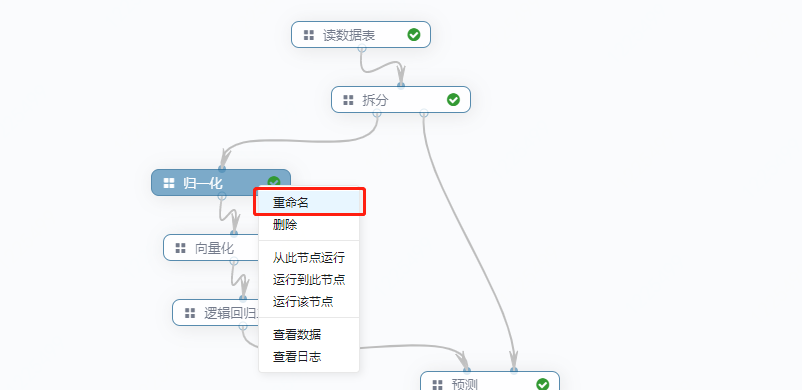 读数据表
拆分
归一化
重命名
删除
向量化
从此节点运行
运行到此节点
运行该节点
逻辑回归
查看数据
查看日志
预测